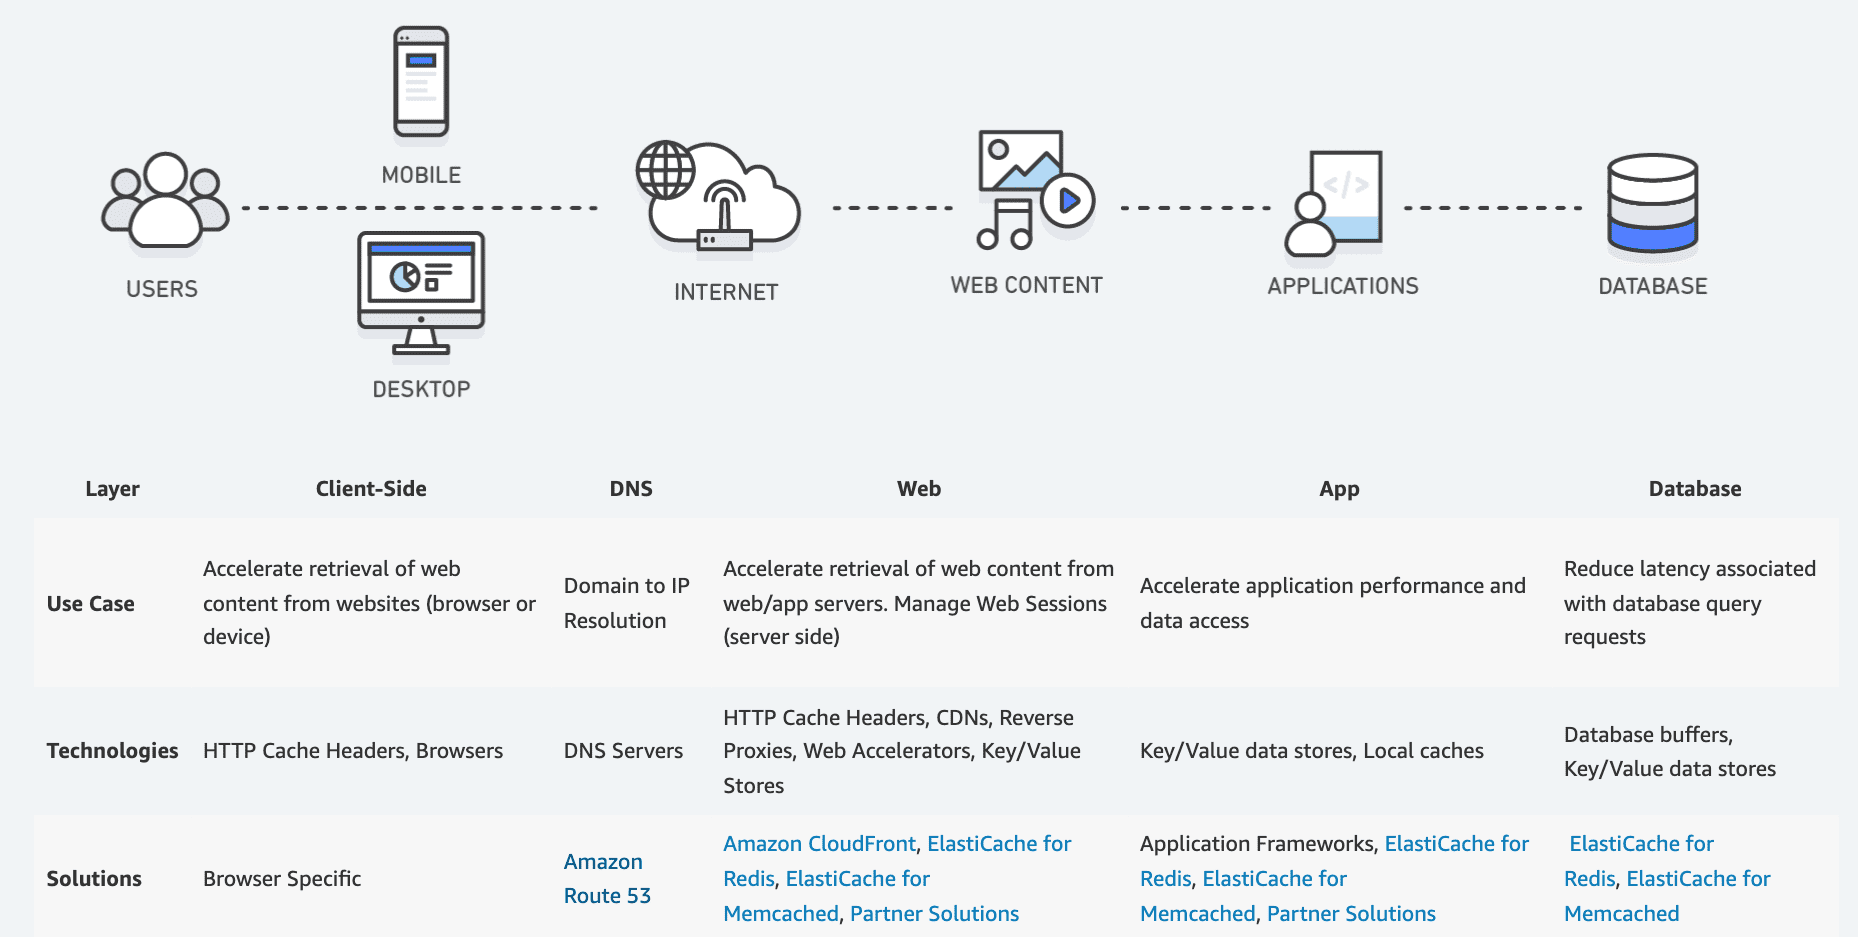 MOBILE
USERS
DESKTOP
INTERNET
WEB CONTENT
</>
APPLICATIONS
DATABASE
Layer
Client-Side
DNS
Web
App
Database
Use Case
Accelerate retrieval of web
content from websites (browser or
device)
Domain to IP
Resolution
Accelerate retrieval of web content from
web/app servers. Manage Web Sessions
(server side)
Accelerate application performance and
data access
Reduce latency associated
with database query
requests
Technologies
HTTP Cache Headers, Browsers
DNS Servers
HTTP Cache Headers, CDNs, Reverse
Proxies, Web Accelerators, Key/Value
Stores
Key/Value data stores, Local caches
Database buffers,
Key/Value data stores
Solutions
Browser Specific
Amazon
Route 53
Amazon CloudFront, ElastiCache for
Redis, ElastiCache for
Memcached, Partner Solutions
Application Frameworks, ElastiCache for
Redis, ElastiCache for
Memcached, Partner Solutions
ElastiCache for
Redis, ElastiCache for
Memcached